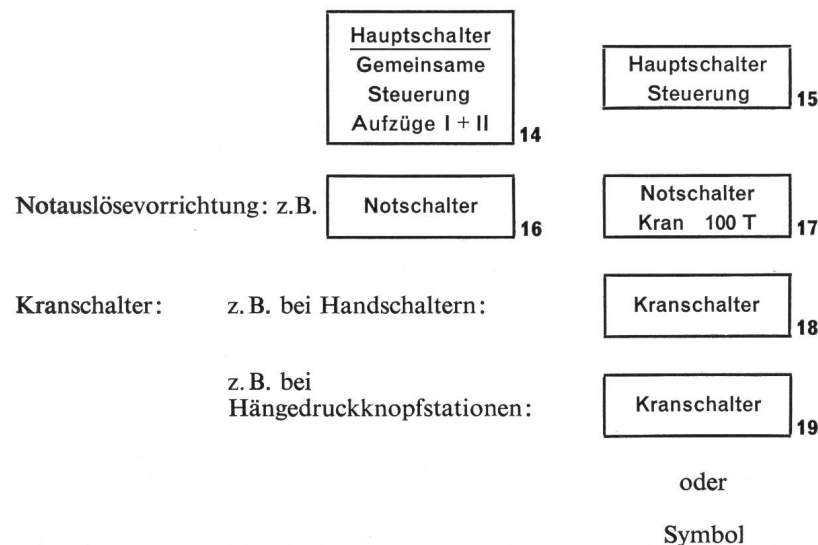 Hauptschalter
Gemeinsame
Steuerung
Aufzüge I + II
14
Hauptschalter
Steuerung
15
Notauslösevorrichtung: z.B.
Notschalter
16
Notschalter
Kran 100 T
17
Kranschalter: z. B. bei Handschaltern:
Kranschalter
18
z. B. bei
Hängedruckknopfstationen:
Kranschalter
19
oder
Symbol